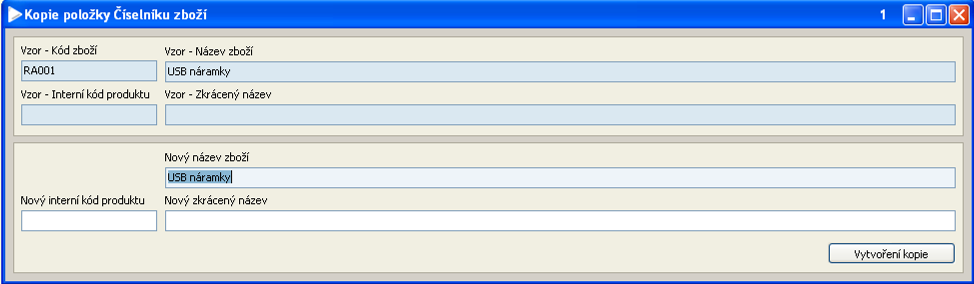 Kopie položky Číselníku zboží 1
Vzor - Kód zboží Vzor - Název zboží
RA001 USB náramky
Vzor - Interní kód produktu Vzor - Zkrácený název
Nový název zboží
USB náramky
Nový interní kód produktu Nový zkrácený název
Vytvoření kopie